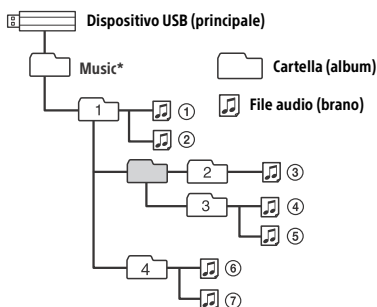 Dispositivo USB (principale)
Music*
Cartella (album)
1
①
File audio (brano)
②
2
③
3
④
⑤
4
⑥
⑦